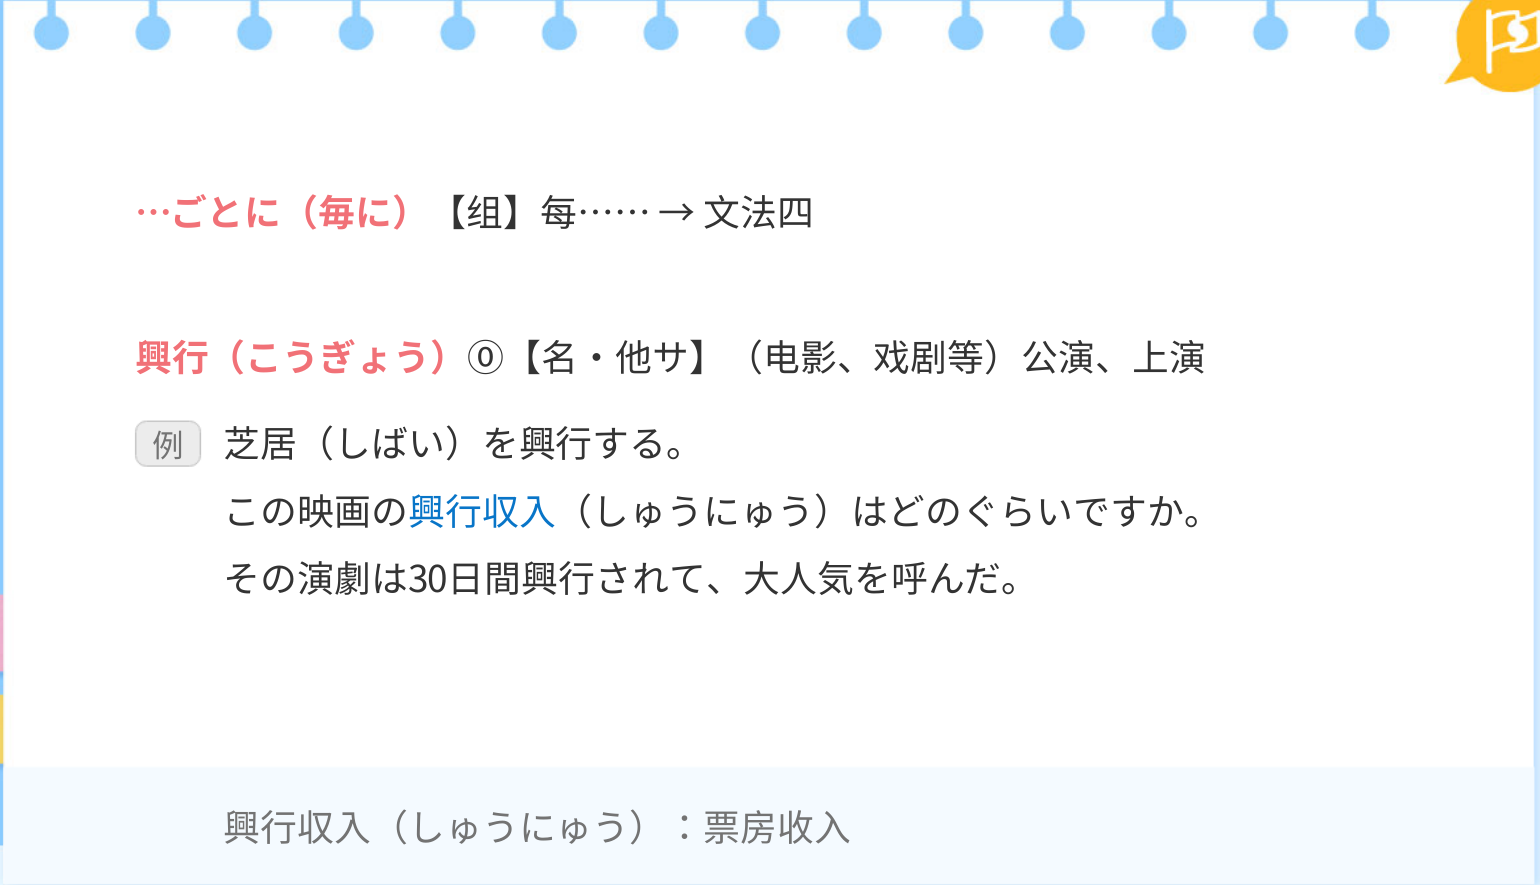 …ごとに（毎に）【组】每……→文法四
興行（こうぎょう）⓪【名・他サ】（电影、戏剧等）公演、上演
例 芝居（しばい）を興行する。
この映画の興行収入（しゅうにゅう）はどのぐらいですか。
その演劇は30日間興行されて、大人気を呼んだ。
興行収入（しゅうにゅう）：票房收入